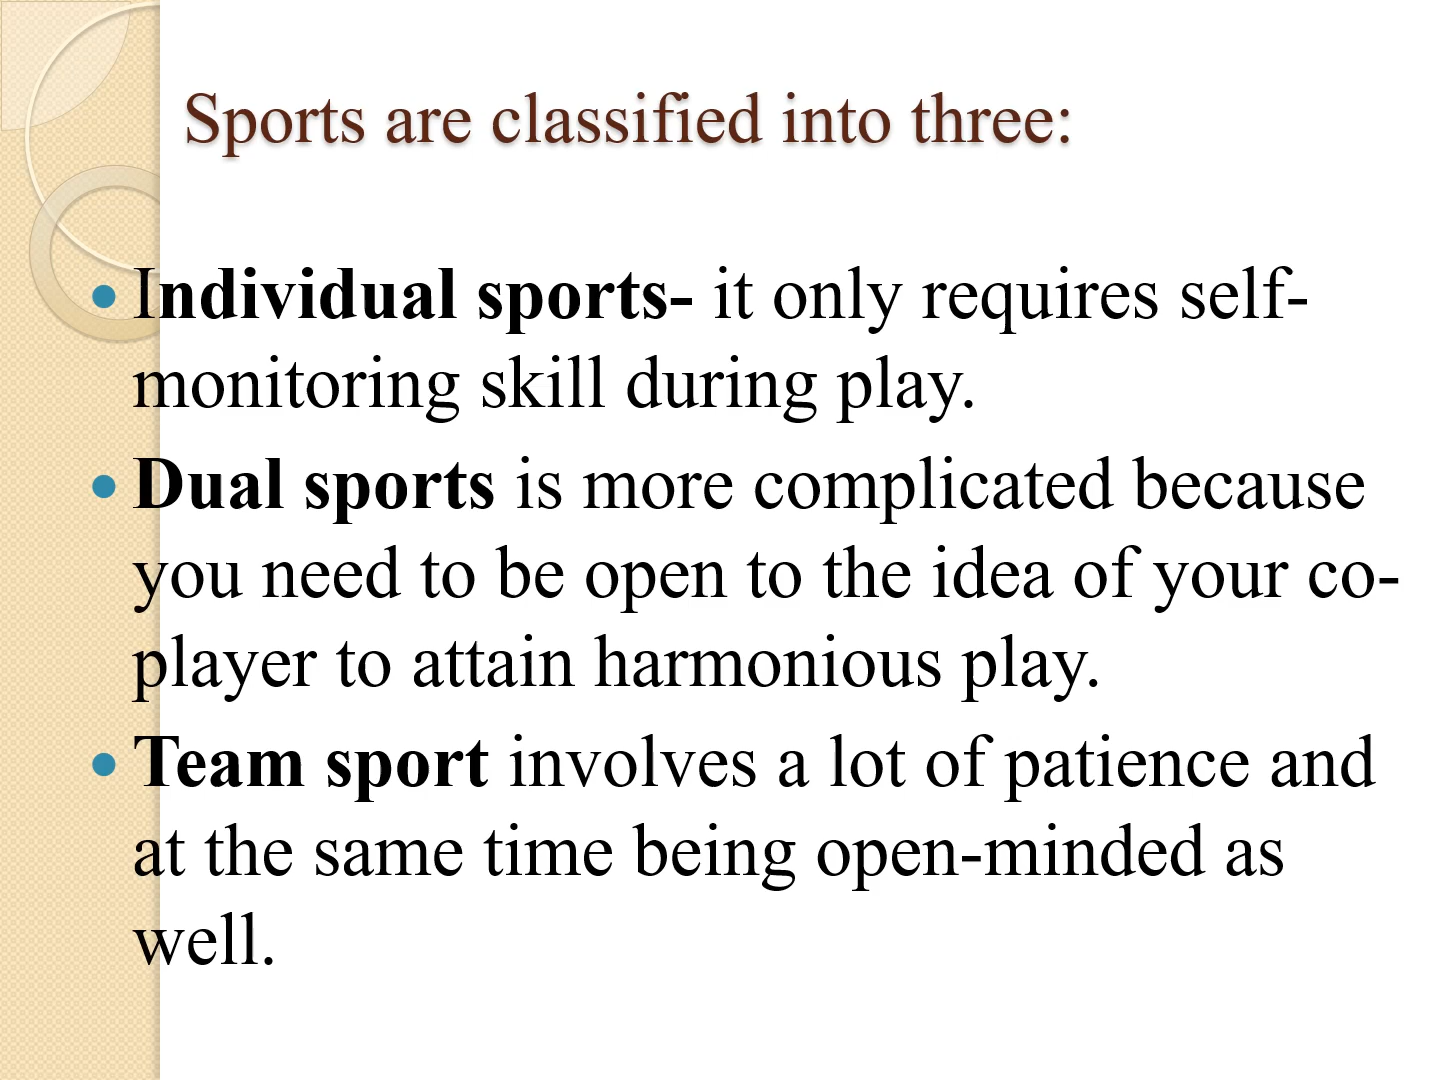 Sports are classified into three:
• Individual sports- it only requires self-
monitoring skill during play.
• Dual sports is more complicated because
you need to be open to the idea of your co-
player to attain harmonious play.
• Team sport involves a lot of patience and
at the same time being open-minded as
well.